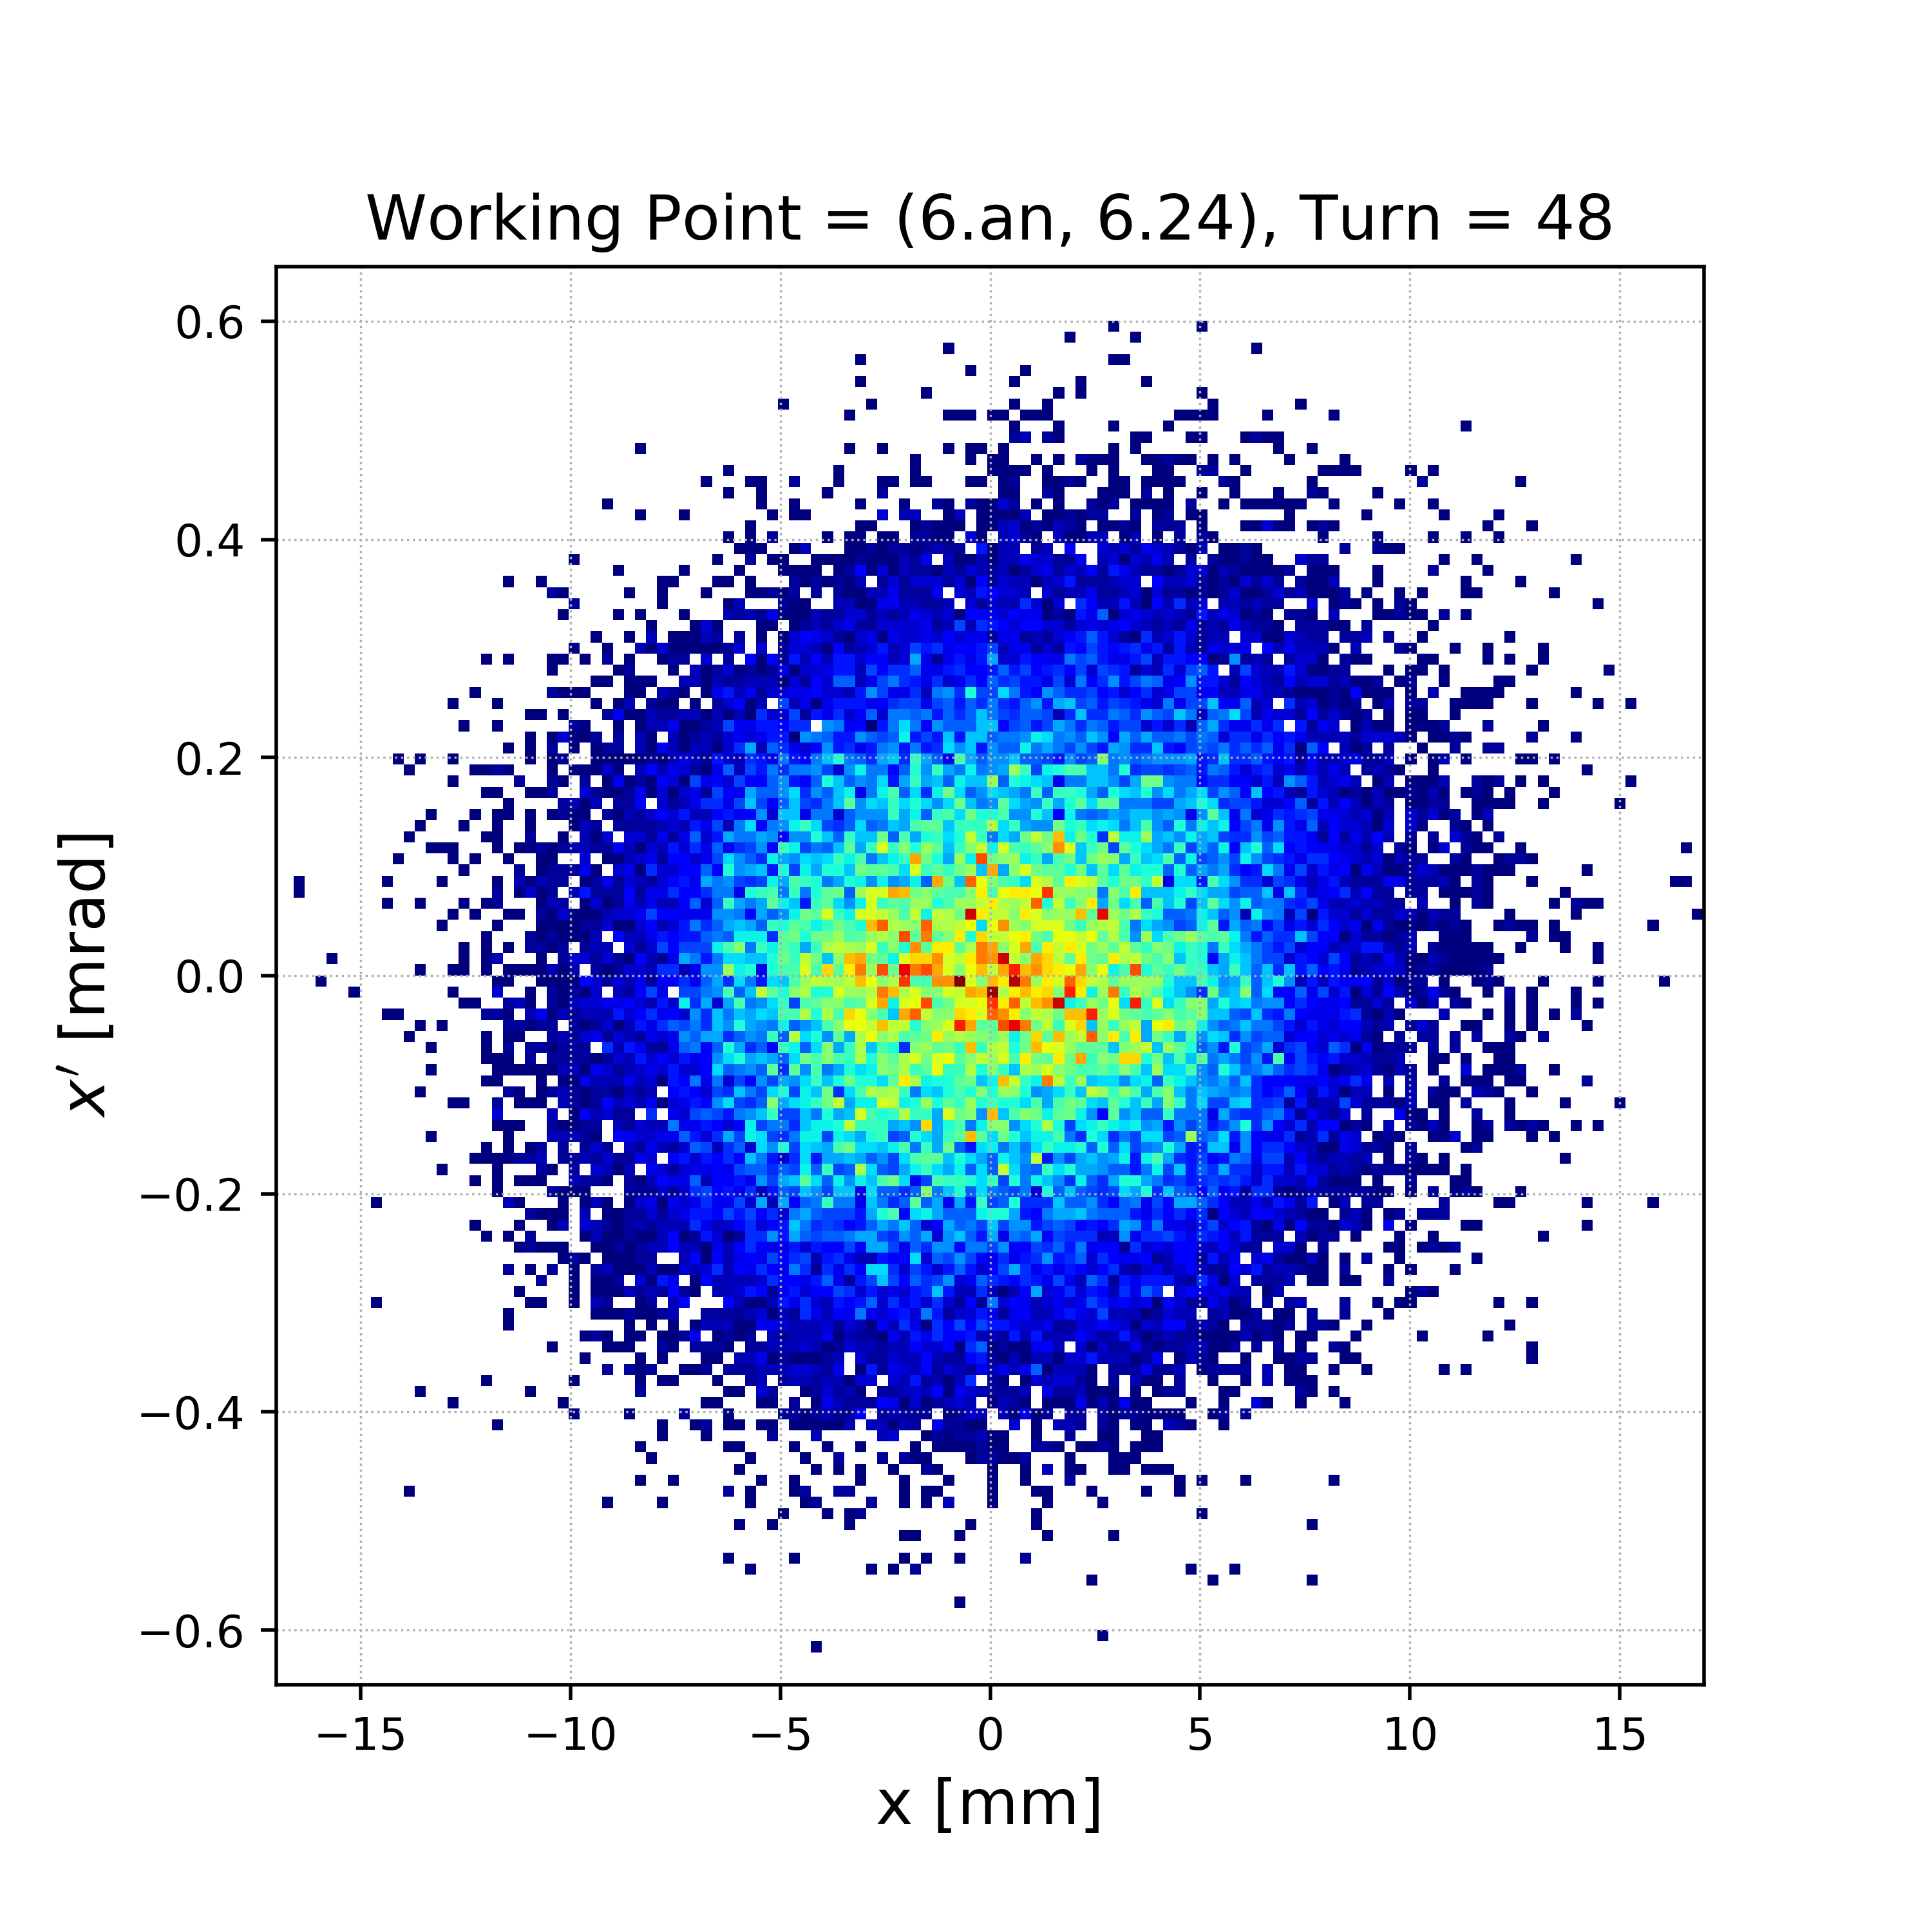 Working Point = (6.an, 6.24), Turn = 48
0.6
0.4
0.2
0.0
−0.2
−0.4
−0.6
x′ [mrad]
−15 −10 −5 0 5 10 15
x [mm]